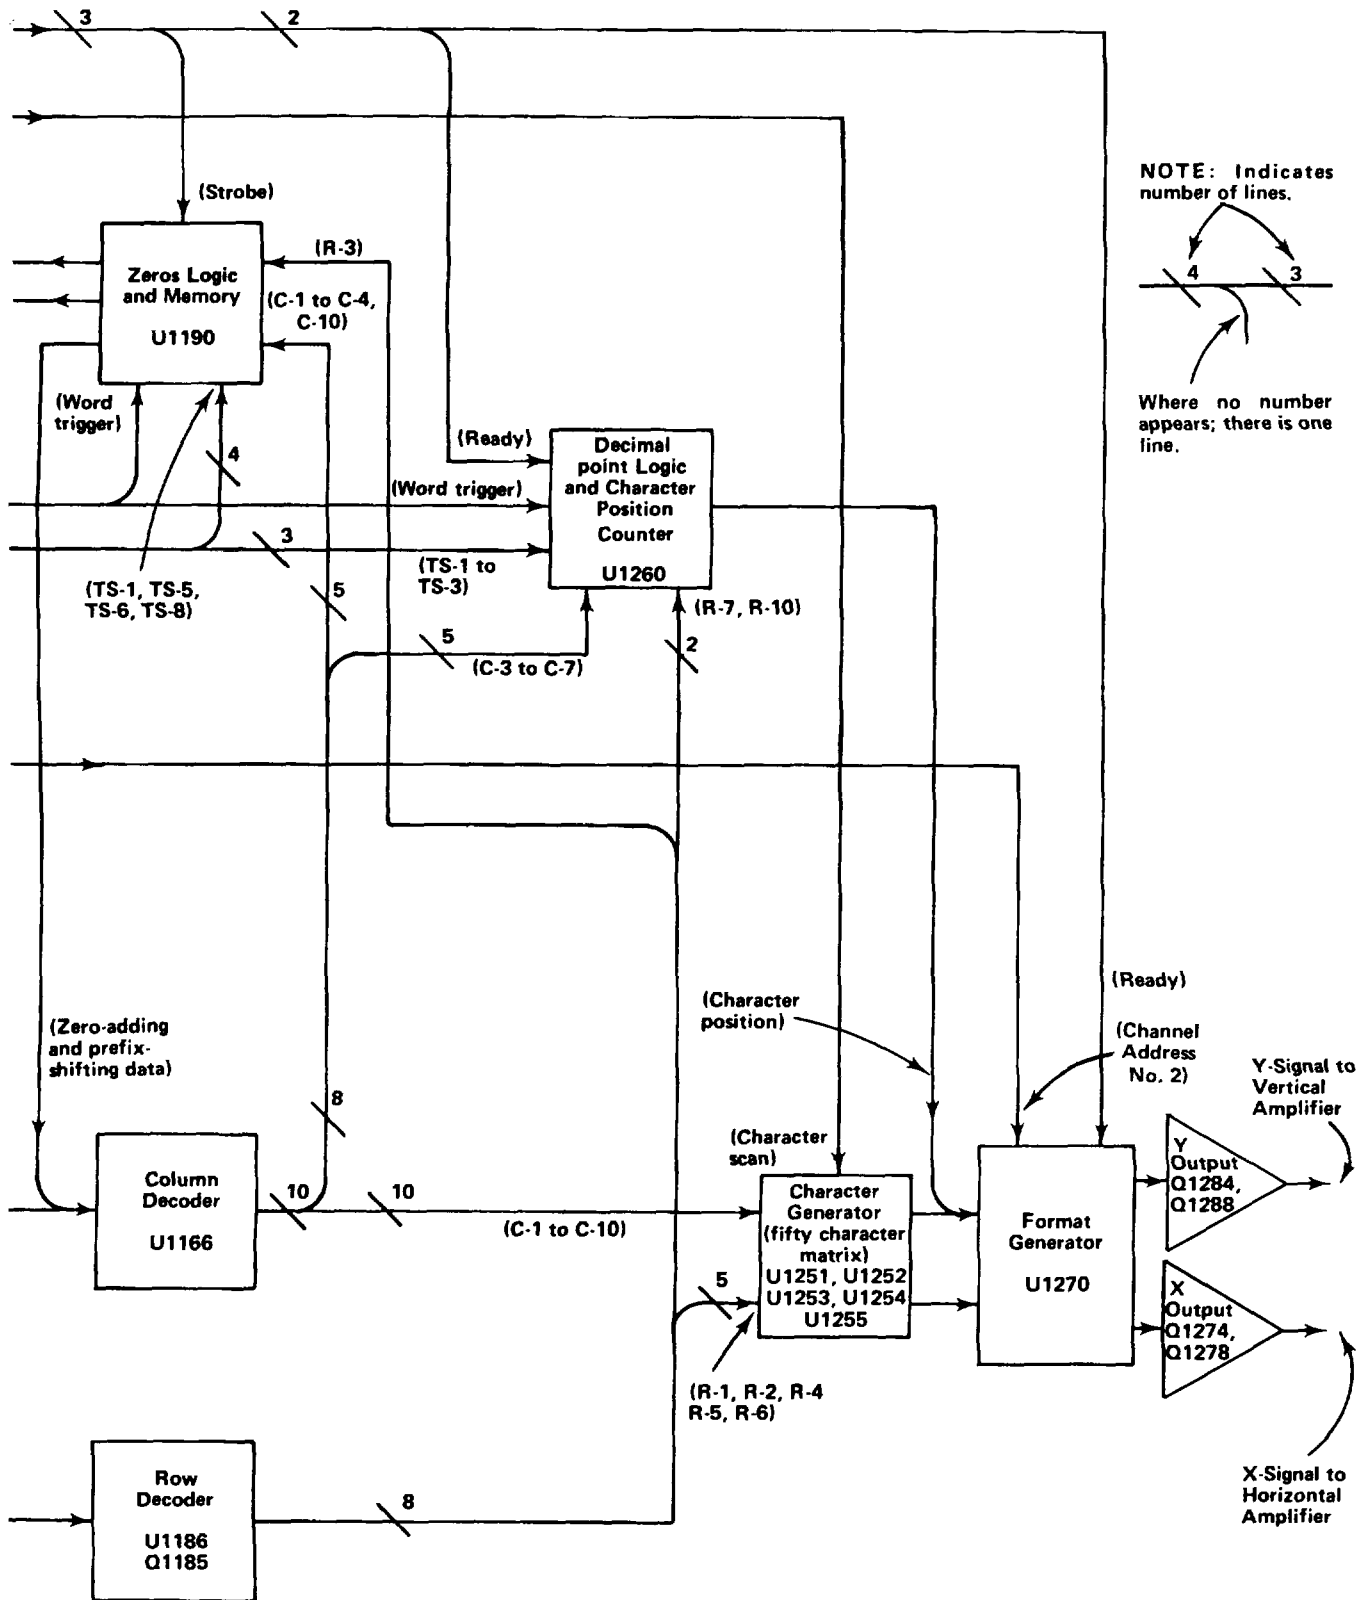 3
2
(Strobe)
NOTE: Indicates
number of lines.
4
3
Where no number
appears; there is one
line.
Zeros Logic
and Memory
U1190
(R-3)
(C-1 to C-4,
C-10)
(Word
trigger)
4
(Ready)
(Word trigger)
Decimal
point Logic
and Character
Position
Counter
U1260
3
(TS-1 to
TS-3)
(TS-1, TS-5,
TS-6, TS-8)
5
(R-7, R-10)
5
(C-3 to C-7)
2
(Ready)
(Character
position)
(Channel
Address
No. 2)
(Zero-adding
and prefix-
shifting data)
Y-Signal to
Vertical
Amplifier
8
(Character
scan)
Column
Decoder
U1166
10
10
(C-1 to C-10)
Character
Generator
(fifty character
matrix)
U1251, U1252
U1253, U1254
U1255
Format
Generator
U1270
Y
Output
Q1284,
Q1288
5
X
Output
Q1274,
Q1278
(R-1, R-2, R-4
R-5, R-6)
Row
Decoder
U1186
Q1185
8
X-Signal to
Horizontal
Amplifier